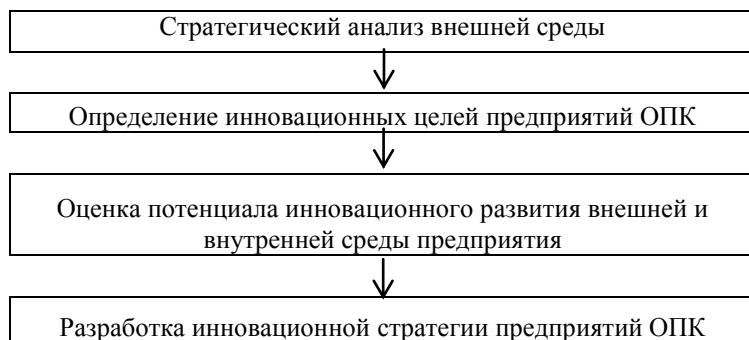 Стратегический анализ внешней среды
Определение инновационных целей предприятий ОПК
Оценка потенциала инновационного развития внешней и
внутренней среды предприятия
Разработка инновационной стратегии предприятий ОПК